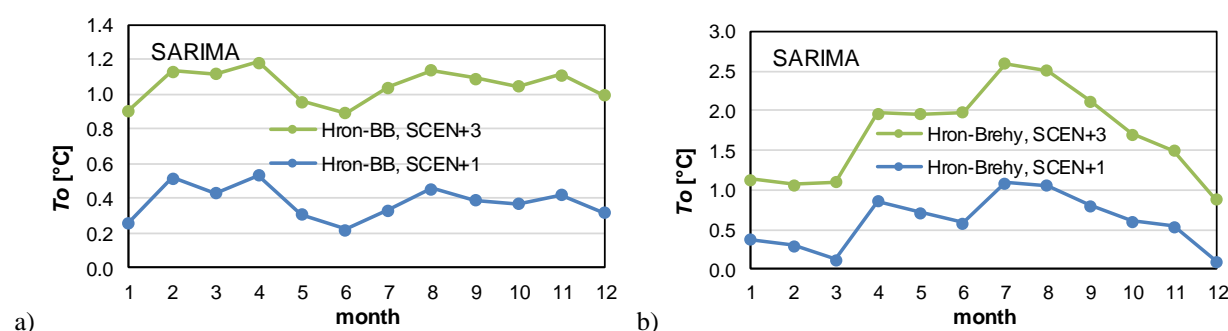 1.4
SARIMA
1.2
1.0
0.8
Hron-BB, SCEN+3
0.6
Hron-BB, SCEN+1
0.4
0.2
0.0
To [°C]
1 2 3 4 5 6 7 8 9 10 11 12
month
a)
3.0
SARIMA
2.5
2.0
Hron-Brehy, SCEN+3
1.5
Hron-Brehy, SCEN+1
1.0
0.5
0.0
To [°C]
1 2 3 4 5 6 7 8 9 10 11 12
month
b)